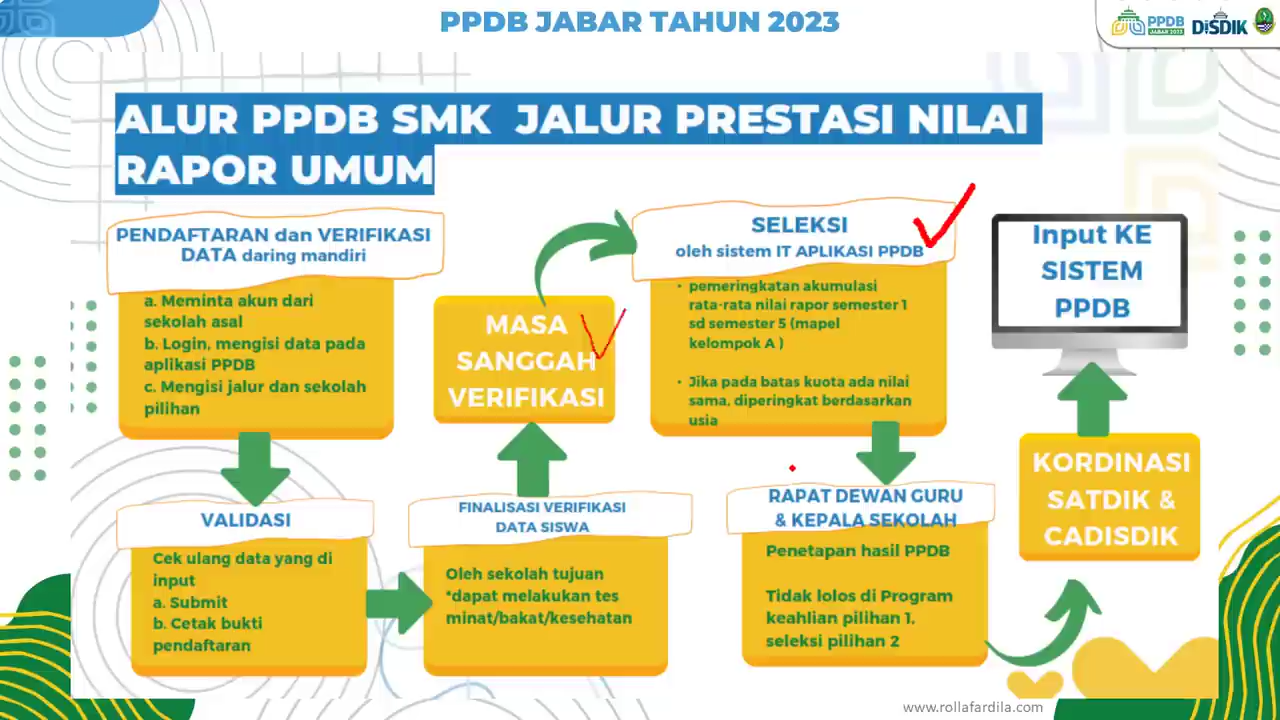 PPDB JABAR TAHUN 2023
PPDB
JABAR 2023
DISDIK
ALUR PPDB SMK JALUR PRESTASI NILAI
RAPOR UMUM
PENDAFTARAN dan VERIFIKASI
DATA daring mandiri
a. Meminta akun dari
sekolah asal
b. Login, mengisi data pada
aplikasi PPDB
c. Mengisi jalur dan sekolah
pilihan
VALIDASI
Cek ulang data yang di
input
a. Submit
b. Cetak bukti
pendaftaran
FINALISASI VERIFIKASI
DATA SISWA
Oleh sekolah tujuan
*dapat melakukan tes
minat/bakat/kesehatan
MASA
SANGGAH
VERIFIKASI
SELEKSI
oleh sistem IT APLIKASI PPDB
• pemeringkatan akumulasi
rata-rata nilai rapor semester 1
sd semester 5 (mapel
kelompok A )
• Jika pada batas kuota ada nilai
sama, diperingkat berdasarkan
usia
RAPAT DEWAN GURU
& KEPALA SEKOLAH
Penetapan hasil PPDB
Tidak lolos di Program
keahlian pilihan 1,
seleksi pilihan 2
KORDINASI
SATDIK &
CADISDIK
Input KE
SISTEM
PPDB
www.rollafardila.com